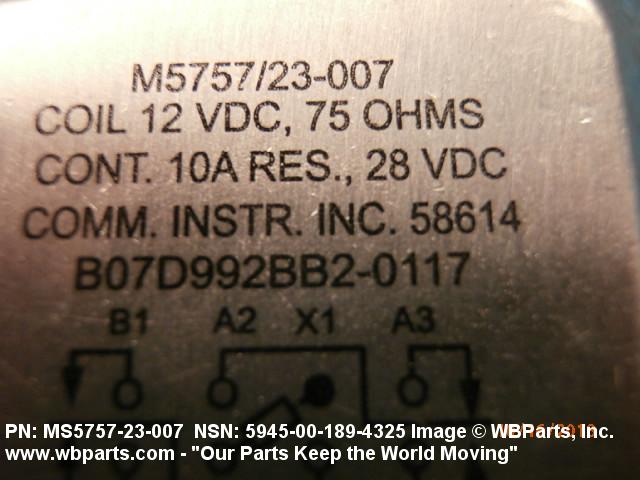 M5757/23-007
COIL 12 VDC, 75 OHMS
CONT. 10A RES., 28 VDC
COMM. INSTR. INC. 58614
B07D992BB2-0117
B1 A2 X1 A3
PN: MS5757-23-007 NSN: 5945-00-189-4325 Image © WBParts, Inc.
www.wbparts.com - "Our Parts Keep the World Moving"